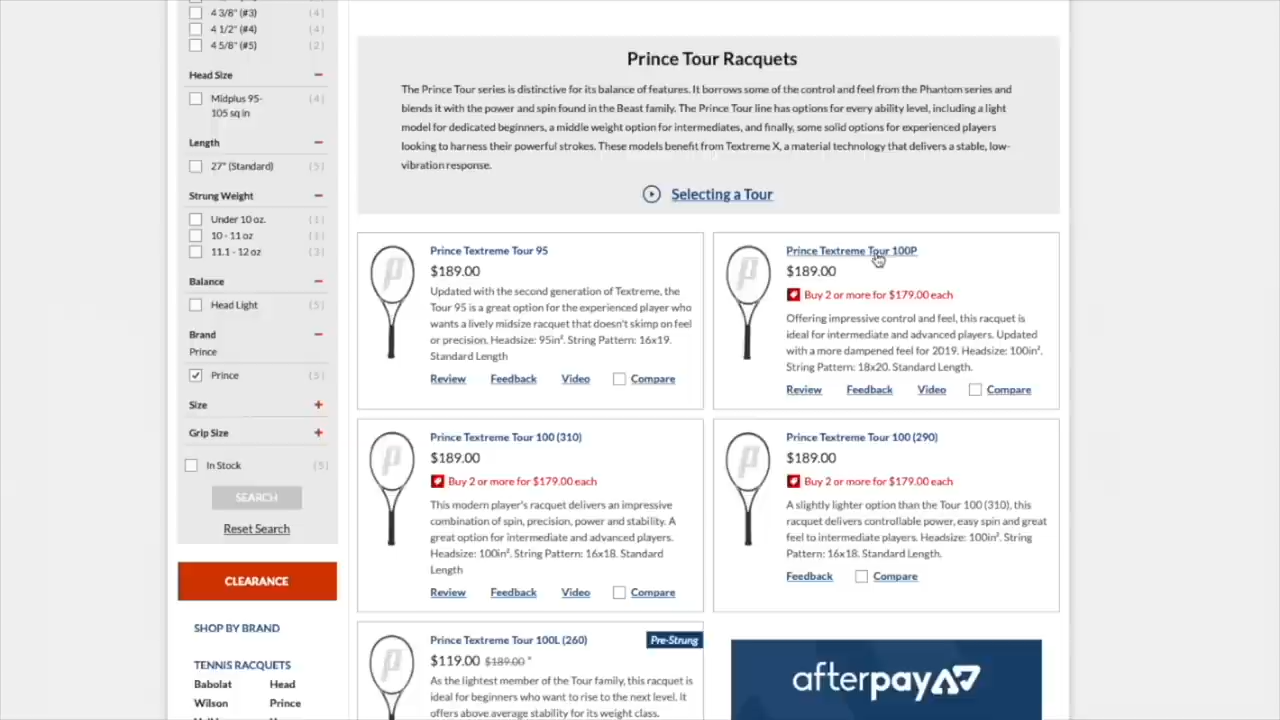 4 3/8" (#3) (4)
4 1/2" (#4) (4)
4 5/8" (#5) (2)
Head Size
Midplus 95-
105 sq in (4)
Length
27" (Standard) (5)
Strung Weight
Under 10 oz. (1)
10 - 11 oz (1)
11.1 - 12 oz (3)
Balance
Head Light (5)
Brand
Prince
Prince (5)
Size
Grip Size
In Stock (5)
SEARCH
Reset Search
CLEARANCE
SHOP BY BRAND
TENNIS RACQUETS
Babolat Head
Wilson Prince
Prince Tour Racquets
The Prince Tour series is distinctive for its balance of features. It borrows some of the control and feel from the Phantom series and
blends it with the power and spin found in the Beast family. The Prince Tour line has options for every ability level, including a light
model for dedicated beginners, a middle weight option for intermediates, and finally, some solid options for experienced players
looking to harness their powerful strokes. These models benefit from Textreme X, a material technology that delivers a stable, low-
vibration response.
Selecting a Tour
Prince Textreme Tour 95
$189.00
Updated with the second generation of Textreme, the
Tour 95 is a great option for the experienced player who
wants a lively midsize racquet that doesn't skimp on feel
or precision. Headsize: 95in². String Pattern: 16x19.
Standard Length
Review Feedback Video Compare
Prince Textreme Tour 100P
$189.00
Buy 2 or more for $179.00 each
Offering impressive control and feel, this racquet is
ideal for intermediate and advanced players. Updated
with a more dampened feel for 2019. Headsize: 100in².
String Pattern: 18x20. Standard Length.
Review Feedback Video Compare
Prince Textreme Tour 100 (310)
$189.00
Buy 2 or more for $179.00 each
This modern player's racquet delivers an impressive
combination of spin, precision, power and stability. A
great option for intermediate and advanced players.
Headsize: 100in². String Pattern: 16x18. Standard
Length
Review Feedback Video Compare
Prince Textreme Tour 100 (290)
$189.00
Buy 2 or more for $179.00 each
A slightly lighter option than the Tour 100 (310), this
racquet delivers controllable power, easy spin and great
feel to intermediate players. Headsize: 100in². String
Pattern: 16x18. Standard Length.
Feedback Compare
Prince Textreme Tour 100L (260) Pre-Strung
$119.00 $189.00 *
As the lightest member of the Tour family, this racquet is
ideal for beginners who want to rise to the next level. It
offers above average stability for its weight class.
afterpay